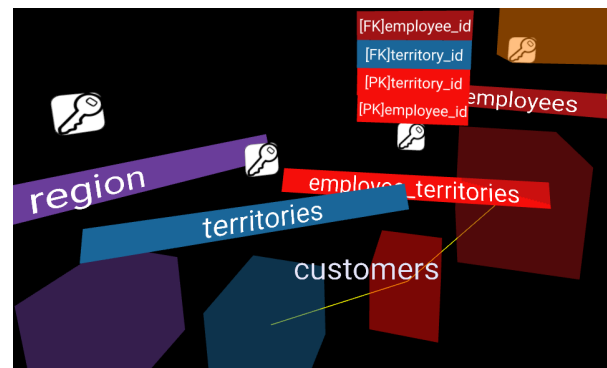 [FK]employee_id
[FK]territory_id
[PK]territory_id
[PK]employee_id
employees
region
employee_territories
territories
customers